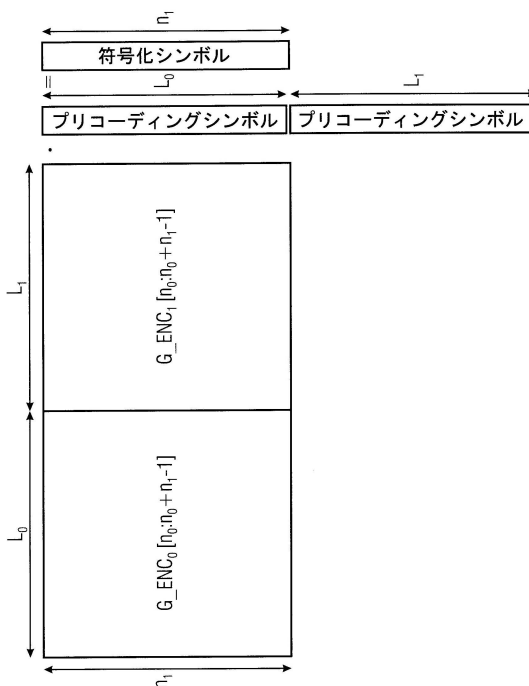 n₁
符号化シンボル
=
L₀
L₁
プリコーディングシンボル
プリコーディングシンボル
·
L₁
G_ENC₁ [n₀:n₀+n₁-1]
L₀
G_ENC₀ [n₀:n₀+n₁-1]
n₁